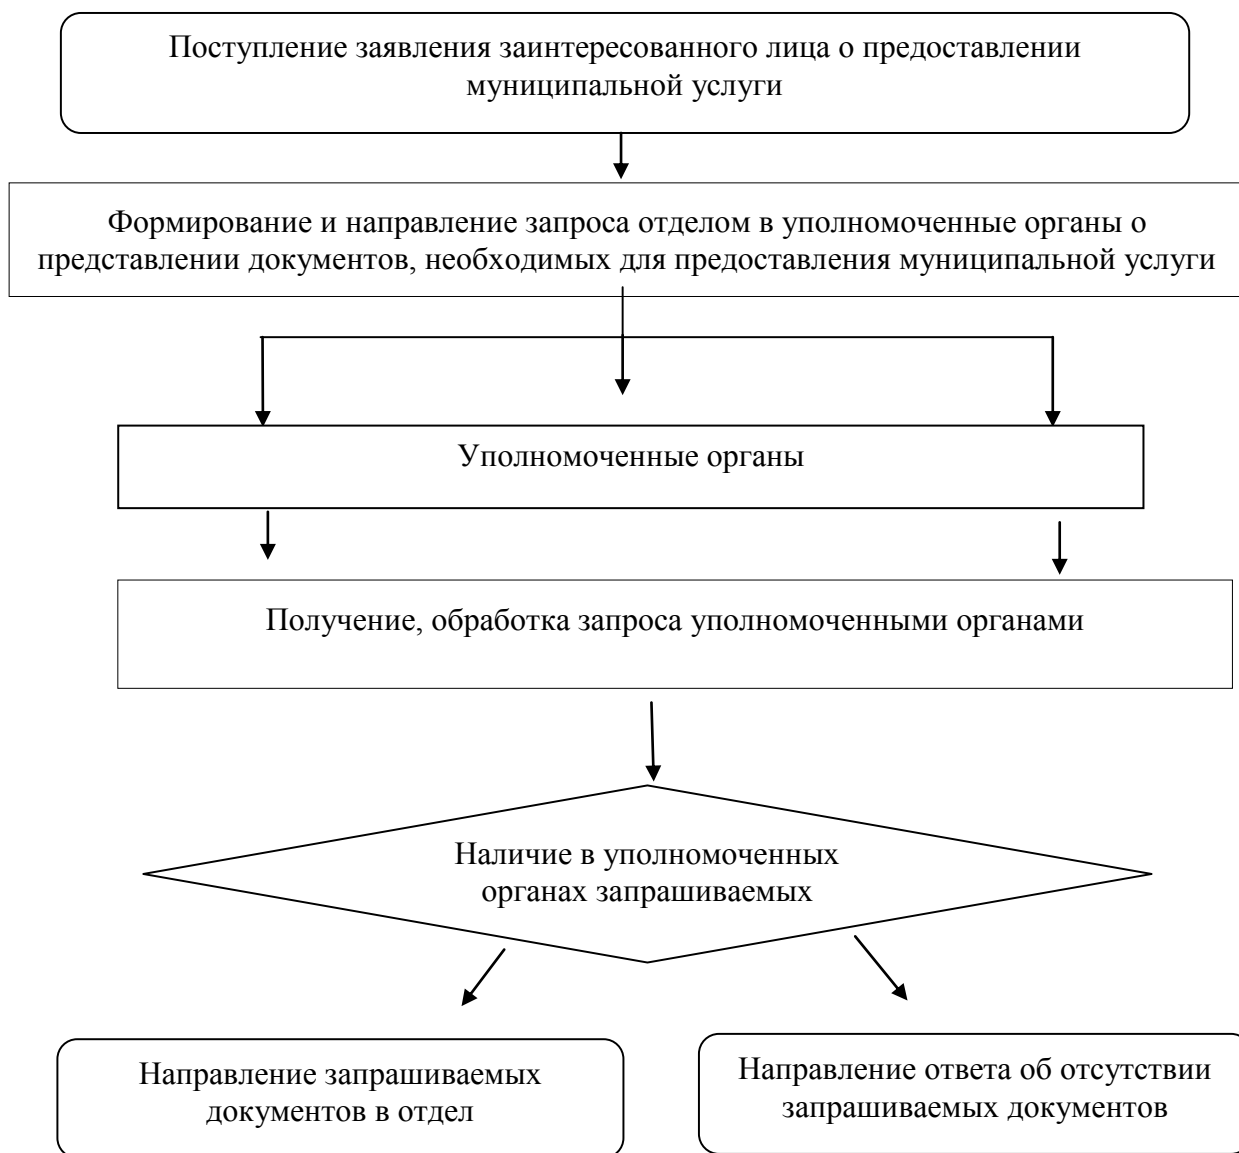 Поступление заявления заинтересованного лица о предоставлении
муниципальной услуги
Формирование и направление запроса отделом в уполномоченные органы о
представлении документов, необходимых для предоставления муниципальной услуги
Уполномоченные органы
Получение, обработка запроса уполномоченными органами
Наличие в уполномоченных
органах запрашиваемых
Направление запрашиваемых
документов в отдел
Направление ответа об отсутствии
запрашиваемых документов